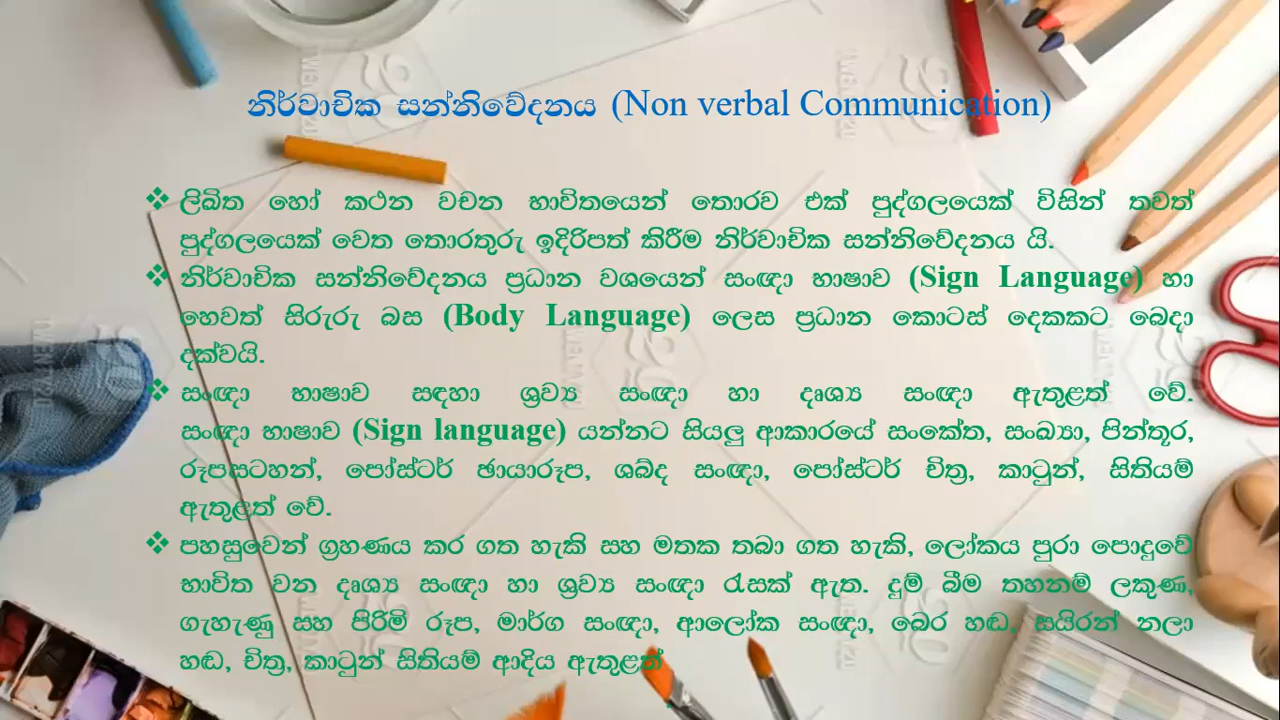 නිර්වාචික සන්නිවේදනය (Non verbal Communication)
❖ ලිඛිත හෝ කථන වචන භාවිතයෙන් තොරව එක් පුද්ගලයෙක් විසින් තවත්
පුද්ගලයෙක් වෙත තොරතුරු ඉදිරිපත් කිරීම නිර්වාචික සන්නිවේදනය යි.
❖ නිර්වාචික සන්නිවේදනය ප්‍රධාන වශයෙන් සංඥා භාෂාව (Sign Language) හා
හෙවත් සිරුරු බස (Body Language) ලෙස ප්‍රධාන කොටස් දෙකකට බෙදා
දක්වයි.
❖ සංඥා භාෂාව සඳහා ශ්‍රව්‍ය සංඥා හා දෘශ්‍ය සංඥා ඇතුළත් වේ.
සංඥා භාෂාව (Sign language) යන්නට සියලු ආකාරයේ සංකේත, සංඛ්‍යා, පින්තූර,
රූපසටහන්, පෝස්ටර් ඡායාරූප, ශබ්ද සංඥා, පෝස්ටර් චිත්‍ර, කාටුන්, සිතියම්
ඇතුළත් වේ.
❖ පහසුවෙන් ග්‍රහණය කර ගත හැකි සහ මතක තබා ගත හැකි, ලෝකය පුරා පොදුවේ
භාවිත වන දෘශ්‍ය සංඥා හා ශ්‍රව්‍ය සංඥා රැසක් ඇත. දුම් බීම තහනම් ලකුණ,
ගැහැණු සහ පිරිමි රූප, මාර්ග සංඥා, ආලෝක සංඥා, බෙර හඬ, සයිරන් නලා
හඬ, චිත්‍ර, කාටුන් සිතියම් ආදිය ඇතුළත්